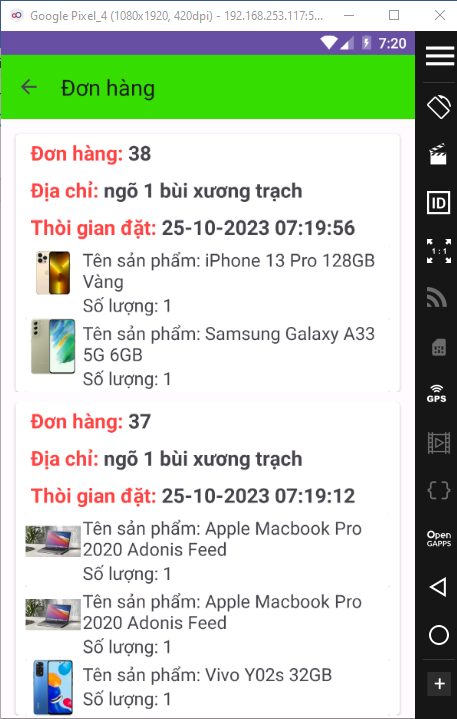 Google Pixel_4 (1080x1920, 420dpi) - 192.168.253.117:5...
7:20
Đơn hàng
Đơn hàng: 38
Địa chỉ: ngõ 1 bùi xương trạch
Thòi gian đặt: 25-10-2023 07:19:56
Tên sản phẩm: iPhone 13 Pro 128GB
Vàng
Số lượng: 1
Tên sản phẩm: Samsung Galaxy A33
5G 6GB
Số lượng: 1
Đơn hàng: 37
Địa chỉ: ngõ 1 bùi xương trạch
Thòi gian đặt: 25-10-2023 07:19:12
Tên sản phẩm: Apple Macbook Pro
2020 Adonis Feed
Số lượng: 1
Tên sản phẩm: Apple Macbook Pro
2020 Adonis Feed
Số lượng: 1
Tên sản phẩm: Vivo Y02s 32GB
Số lượng: 1
ID
1:1
GPS
Open
GAPPS